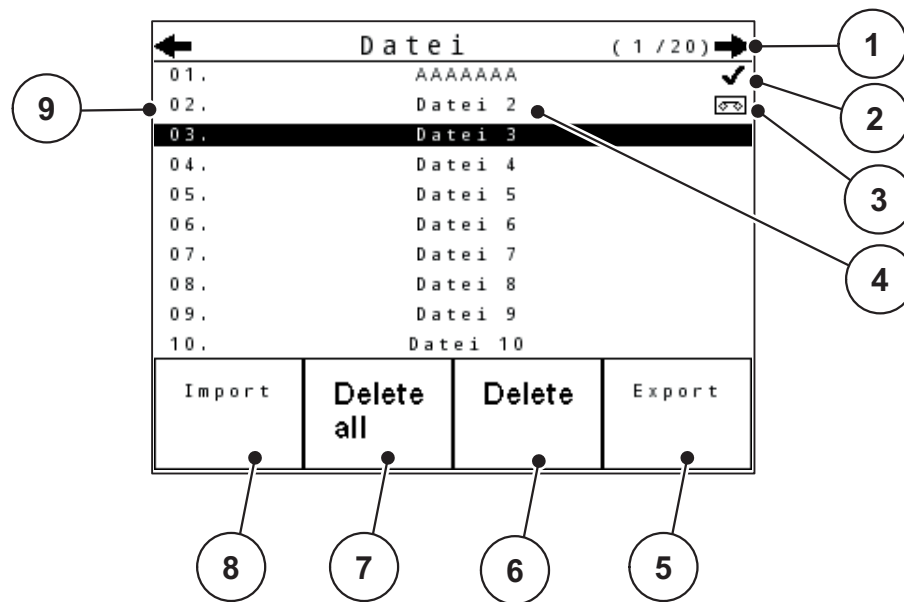 Datei (1/20)
01. AAAAAAA
02. Datei 2
03. Datei 3
04. Datei 4
05. Datei 5
06. Datei 6
07. Datei 7
08. Datei 8
09. Datei 9
10. Datei 10
Import Delete all Delete Export
1
2
3
4
5
6
7
8
9